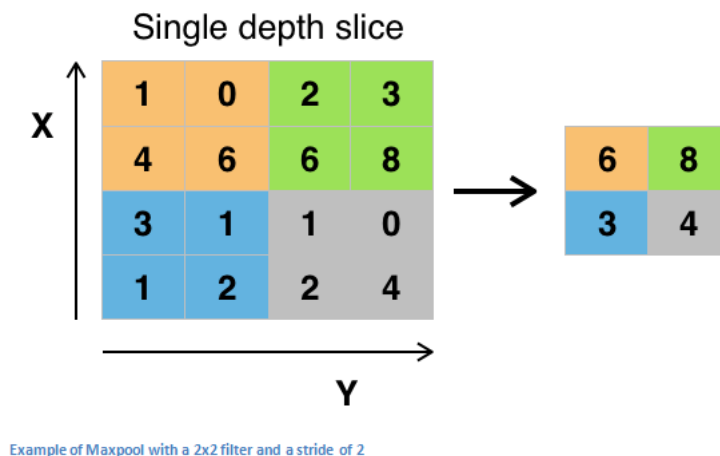 Single depth slice
X
1 0 2 3
4 6 6 8
3 1 1 0
1 2 2 4
6 8
3 4
Y
Example of Maxpool with a 2x2 filter and a stride of 2